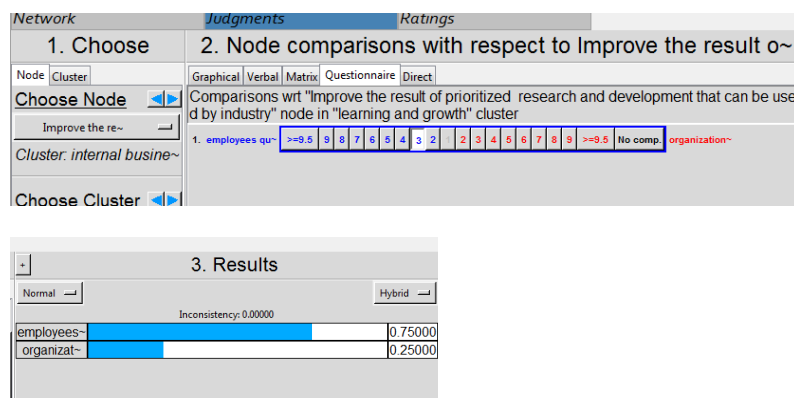 Network Judgments Ratings
1. Choose
2. Node comparisons with respect to Improve the result o~
Node Cluster
Graphical Verbal Matrix Questionnaire Direct
Choose Node
Improve the re~
Cluster: internal busine~
Choose Cluster
Comparisons wrt "Improve the result of prioritized research and development that can be use
d by industry" node in "learning and growth" cluster
1. employees qu~ >=9.5 9 8 7 6 5 4 3 2 1 2 3 4 5 6 7 8 9 >=9.5 No comp. organization~
+ 3. Results
Normal Hybrid
Inconsistency: 0.00000
employees~ 0.75000
organizat~ 0.25000